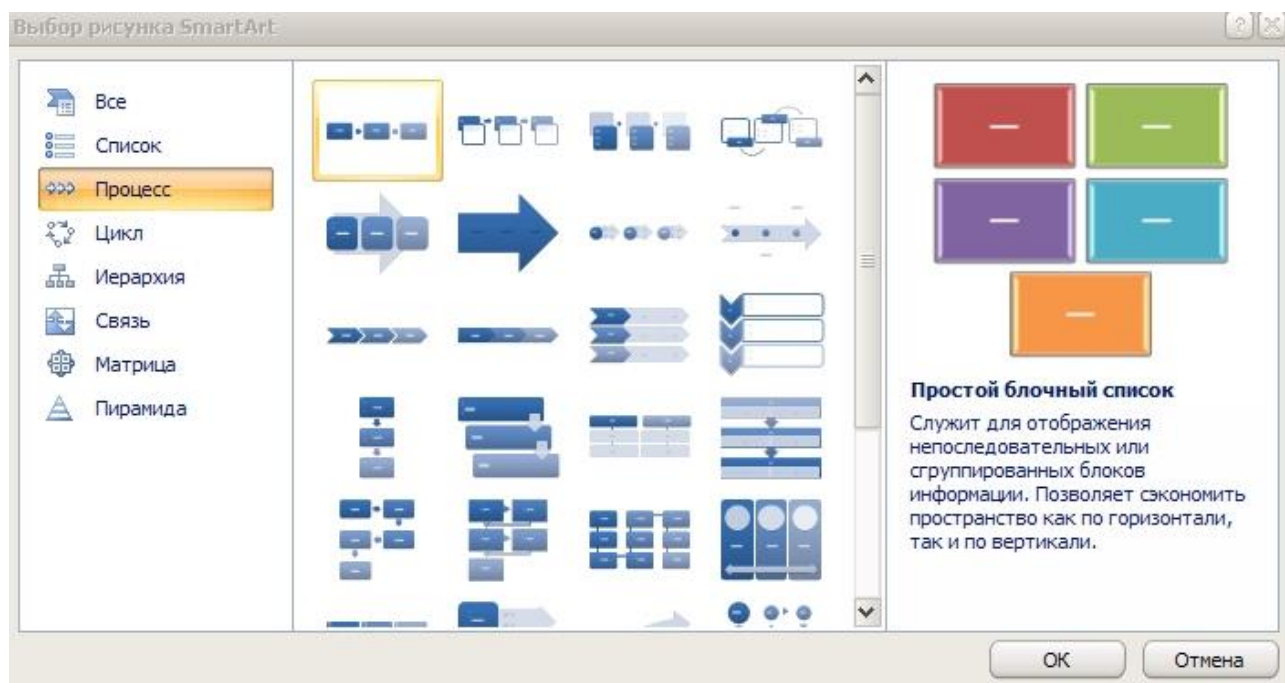 Выбор рисунка SmartArt
Все
Список
Процесс
Цикл
Иерархия
Связь
Матрица
Пирамида
Простой блочный список
Служит для отображения
непоследовательных или
сгруппированных блоков
информации. Позволяет сэкономить
пространство как по горизонтали,
так и по вертикали.
ОК
Отмена